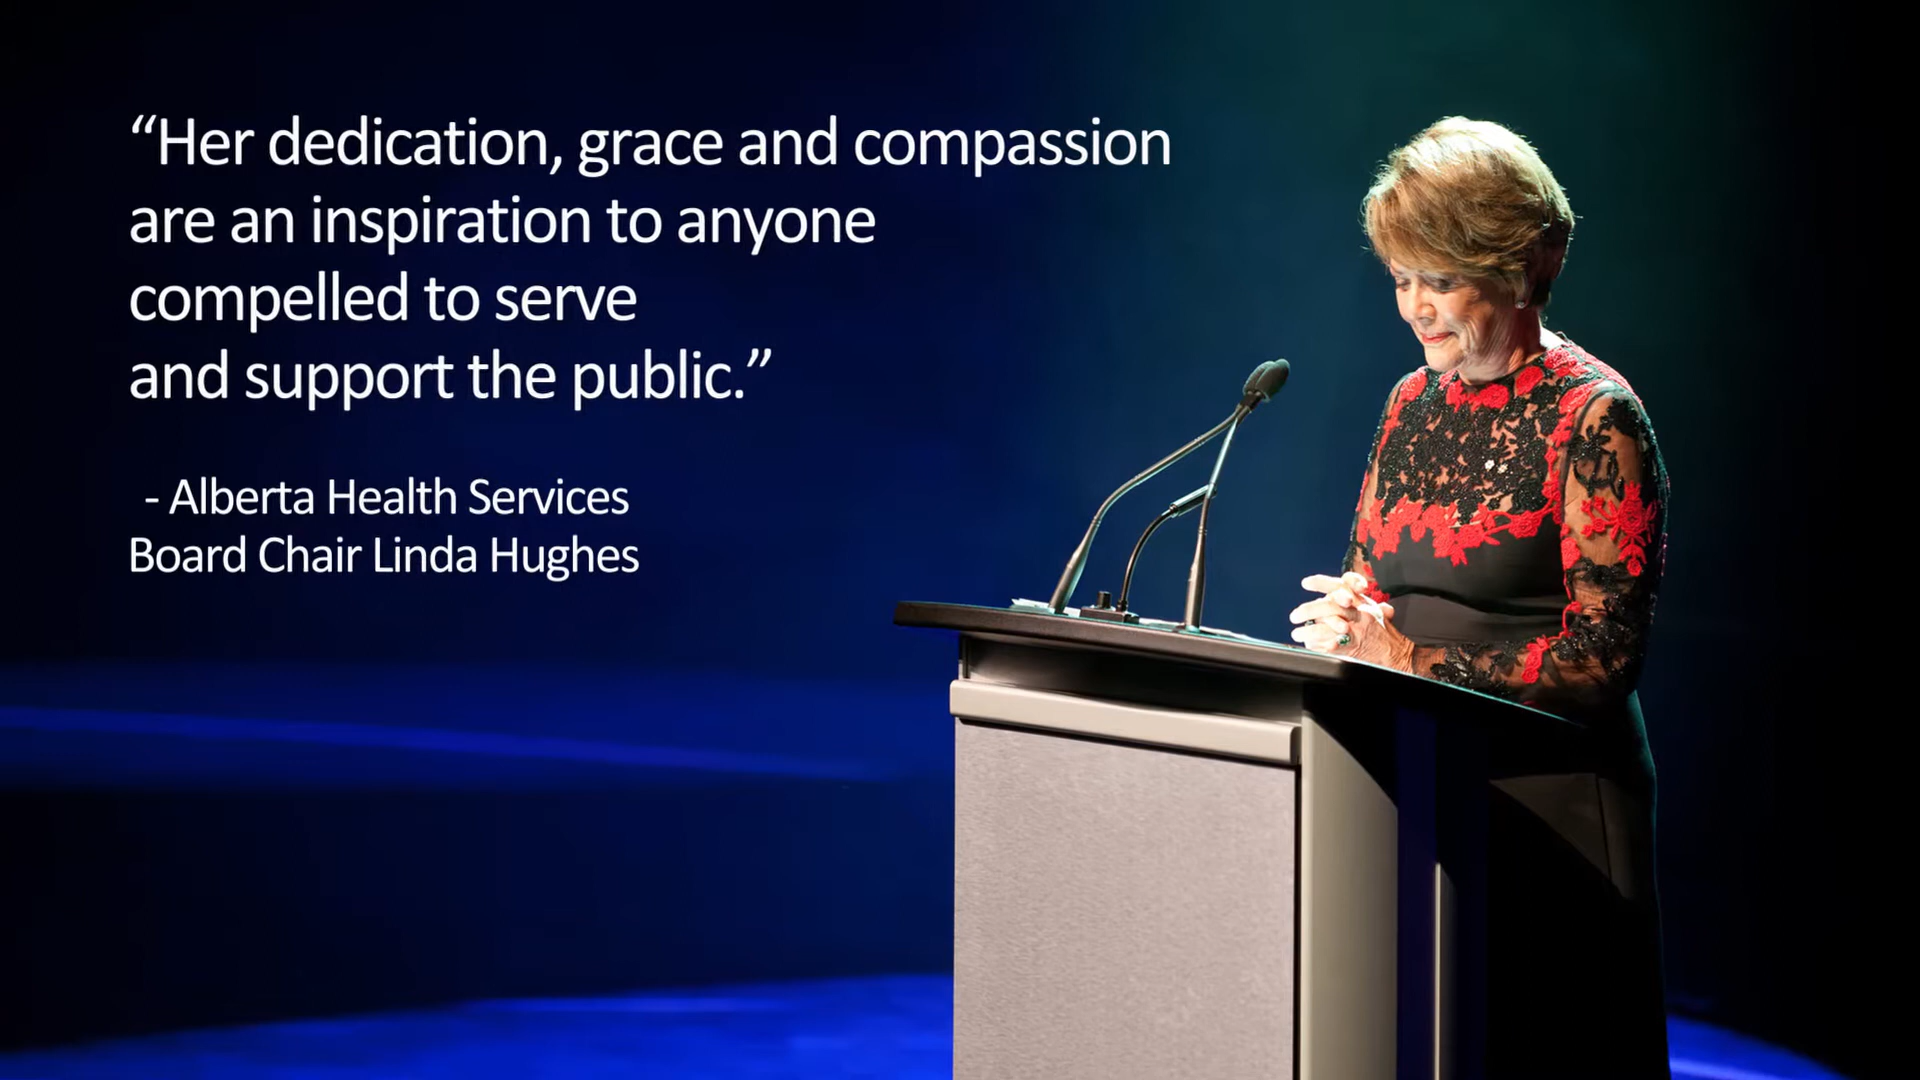 “Her dedication, grace and compassion
are an inspiration to anyone
compelled to serve
and support the public.”
- Alberta Health Services
Board Chair Linda Hughes